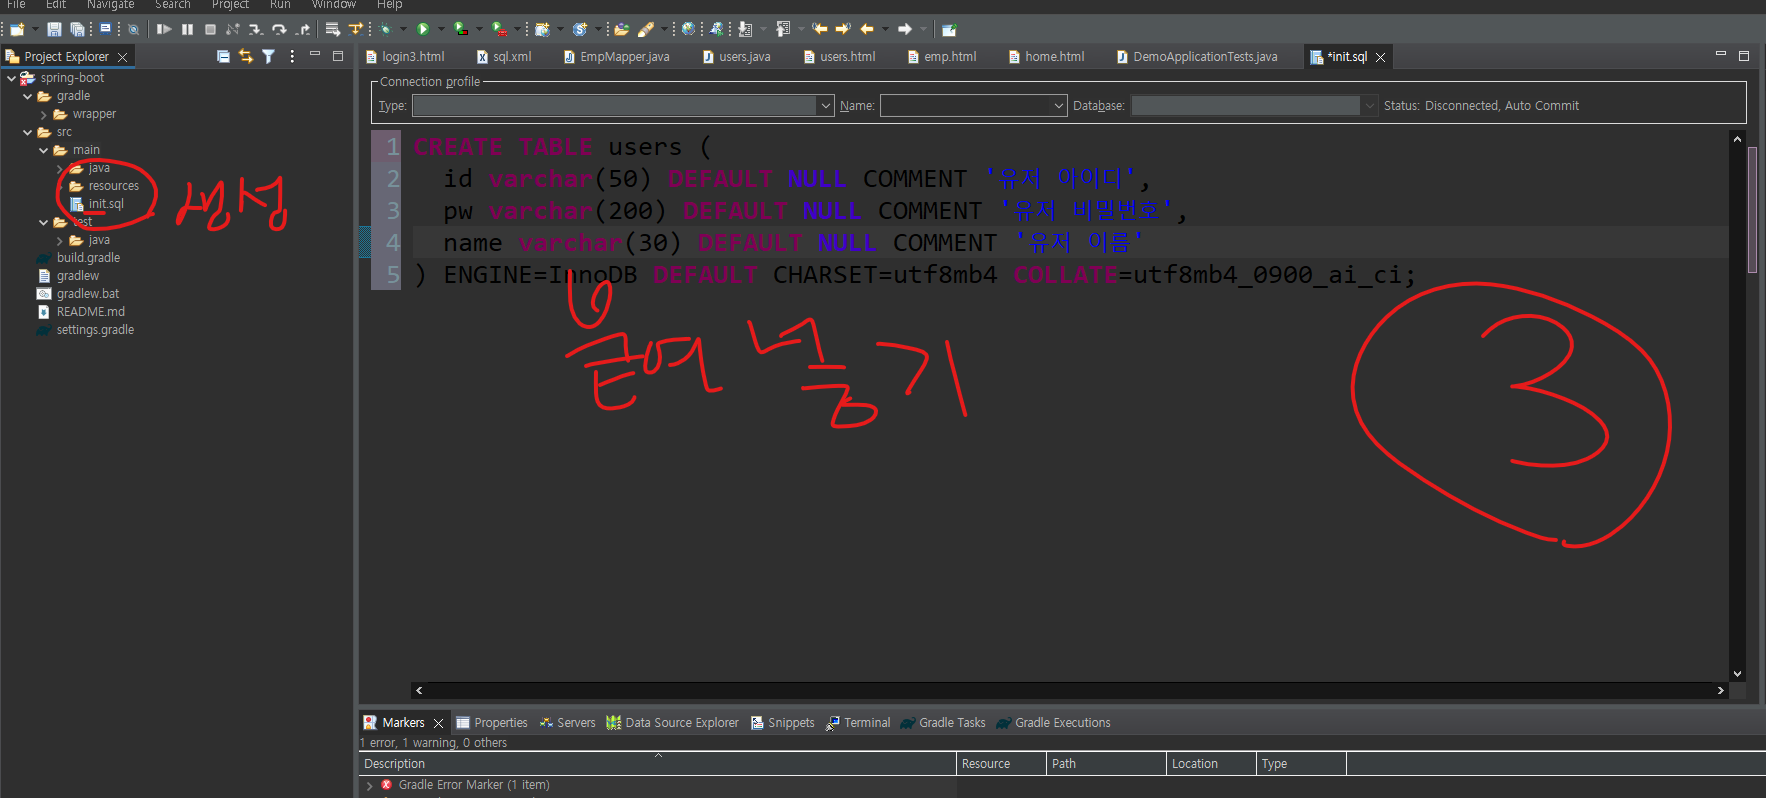 File Edit Navigate Search Project Run Window Help
Project Explorer
login3.html sql.xml EmpMapper.java users.java users.html emp.html home.html DemoApplicationTests.java *init.sql
spring-boot
gradle
wrapper
src
main
java
resources
init.sql
생성
test
java
build.gradle
gradlew
gradlew.bat
README.md
settings.gradle
Connection profile
Type: Name: Database: Status: Disconnected, Auto Commit
1 CREATE TABLE users (
2 id varchar(50) DEFAULT NULL COMMENT '유저 아이디',
3 pw varchar(200) DEFAULT NULL COMMENT '유저 비밀번호',
4 name varchar(30) DEFAULT NULL COMMENT '유저 이름'
5 ) ENGINE=InnoDB DEFAULT CHARSET=utf8mb4 COLLATE=utf8mb4_0900_ai_ci;
3
Markers Properties Servers Data Source Explorer Snippets Terminal Gradle Tasks Gradle Executions
1 error, 1 warning, 0 others
Description Resource Path Location Type
Gradle Error Marker (1 item)